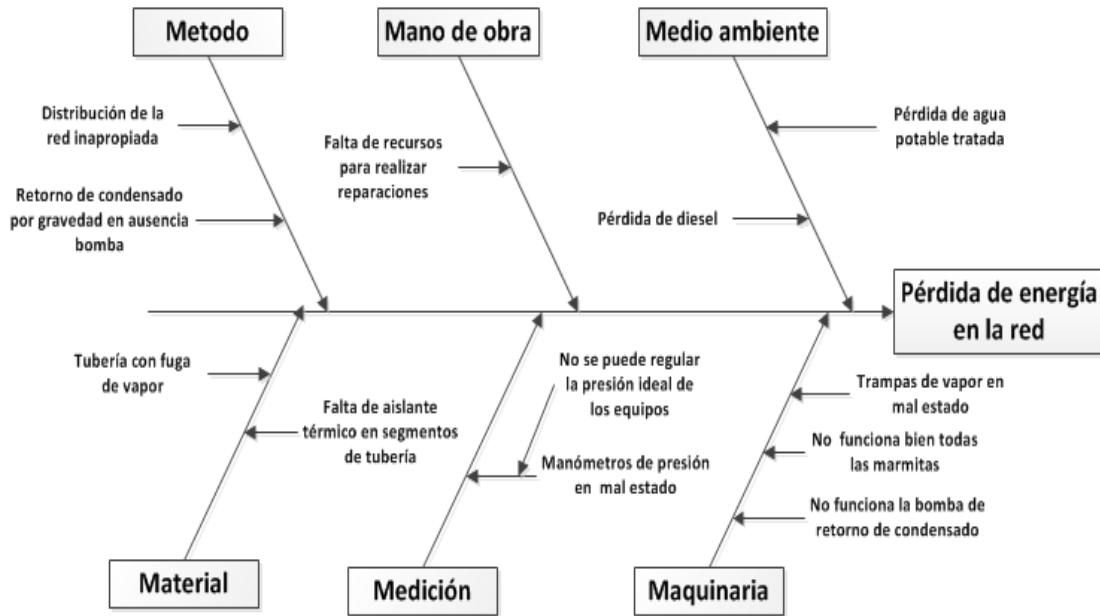 Metodo
Mano de obra
Medio ambiente
Distribución de la
red inapropiada
Retorno de condensado
por gravedad en ausencia
bomba
Falta de recursos
para realizar
reparaciones
Pérdida de agua
potable tratada
Pérdida de diesel
Pérdida de energía
en la red
Tubería con fuga
de vapor
Falta de aislante
térmico en segmentos
de tubería
No se puede regular
la presión ideal de
los equipos
Manómetros de presión
en mal estado
Trampas de vapor en
mal estado
No funciona bien todas
las marmitas
No funciona la bomba de
retorno de condensado
Material
Medición
Maquinaria